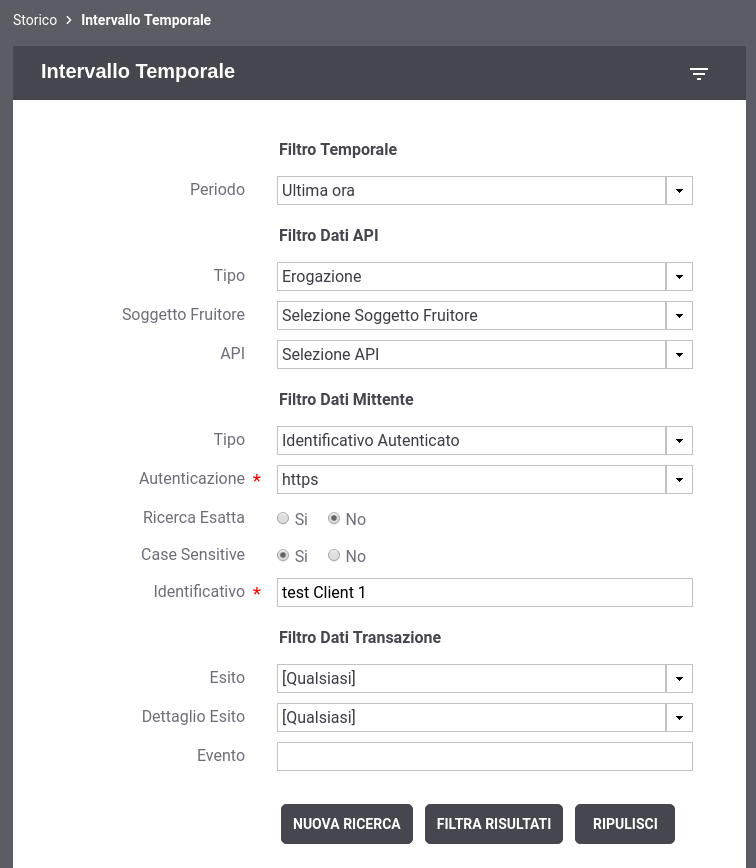 Storico > Intervallo Temporale
Intervallo Temporale
Filtro Temporale
Periodo Ultima ora
Filtro Dati API
Tipo Erogazione
Soggetto Fruitore Selezione Soggetto Fruitore
API Selezione API
Filtro Dati Mittente
Tipo Identificativo Autenticato
Autenticazione * https
Ricerca Esatta Si No
Case Sensitive Si No
Identificativo * test Client 1
Filtro Dati Transazione
Esito [Qualsiasi]
Dettaglio Esito [Qualsiasi]
Evento
NUOVA RICERCA FILTRA RISULTATI RIPULISCI